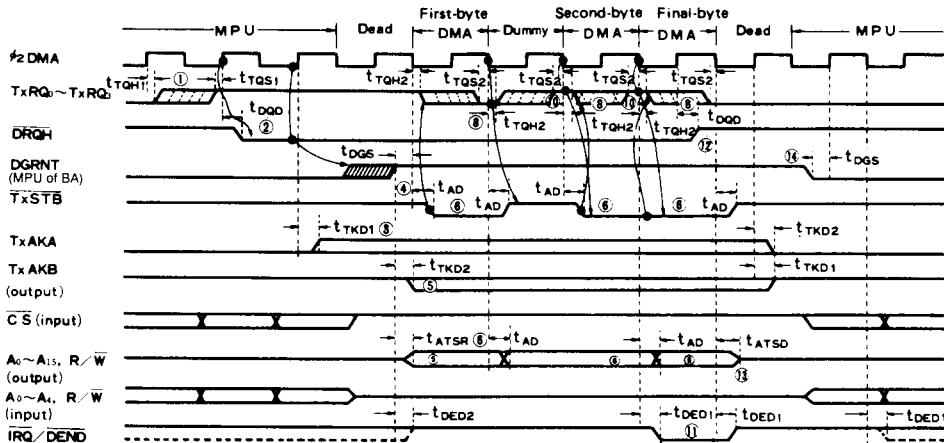 First-byte Second-byte Final-byte
MPU Dead DMA Dummy DMA DMA Dead MPU
φ2 DMA
tTQH1 ① tTQS1 tTQH2 tTQS2 tTQS2 tTQS2 tTQS2
TxRQ0~TxRQ3 ⑩ ⑧ ⑩ ⑧
tDQD ② ⑧ tTQH2 tTQH2 tTQH2 tDQD
DRQH ⑫
tDGS ⑭ tDGS
DGRNT
(MPU of BA)
④ tAD tAD tAD tAD
TxSTB ⑥ ⑥ ⑥
TxAKA tTKD1 ③ tTKD2
TxAKB tTKD2 tTKD1
(output) ⑤
CS (input)
tATSR ⑥ tAD tAD tATSD
A0~A15, R/W
(output) ⑬
A0~A4, R/W
(input)
tDED2 tDED1 tDED1 tDED1
IRQ/DEND ⑪